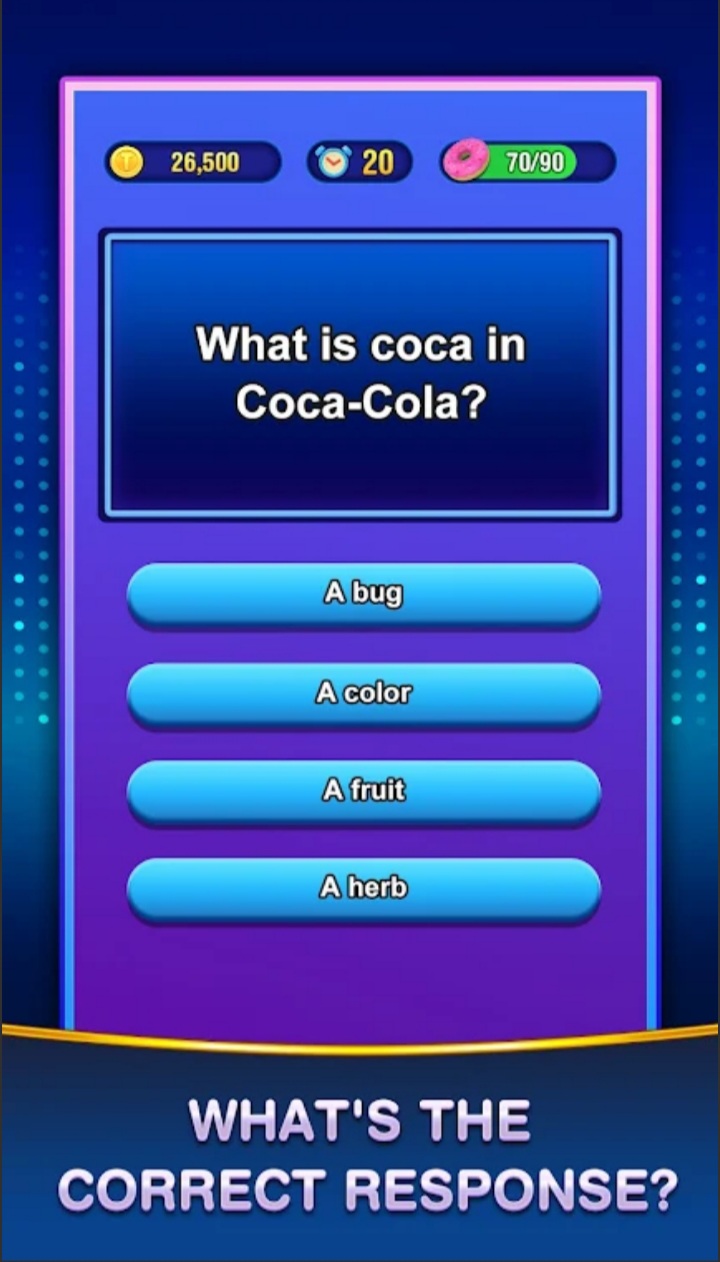 26,500
20
70/90
What is coca in
Coca-Cola?
A bug
A color
A fruit
A herb
WHAT'S THE
CORRECT RESPONSE?